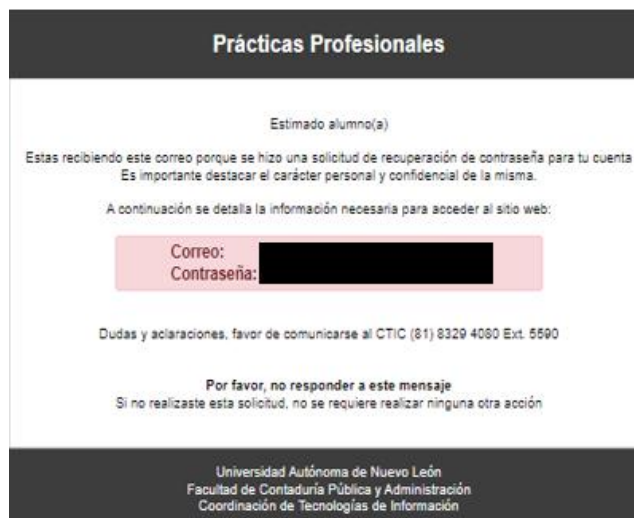 Prácticas Profesionales
Estimado alumno(a)
Estas recibiendo este correo porque se hizo una solicitud de recuperación de contraseña para tu cuenta
Es importante destacar el carácter personal y confidencial de la misma.
A continuación se detalla la información necesaria para acceder al sitio web:
Correo:
Contraseña:
Dudas y aclaraciones, favor de comunicarse al CTIC (81) 8329 4080 Ext. 5590
Por favor, no responder a este mensaje
Si no realizaste esta solicitud, no se requiere realizar ninguna otra acción
Universidad Autónoma de Nuevo León
Facultad de Contaduría Pública y Administración
Coordinación de Tecnologías de Información